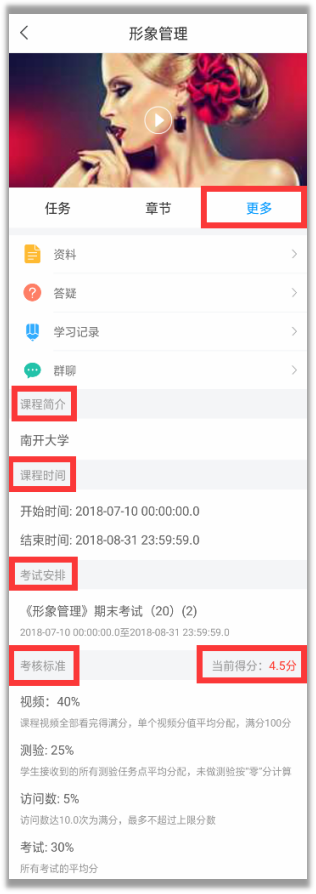 形象管理
任务 章节 更多
资料
答疑
学习记录
群聊
课程简介
南开大学
课程时间
开始时间: 2018-07-10 00:00:00.0
结束时间: 2018-08-31 23:59:59.0
考试安排
《形象管理》期末考试（20）(2)
2018-07-10 00:00:00.0至2018-08-31 23:59:59.0
考核标准 当前得分：4.5分
视频：40%
课程视频全部看完得满分，单个视频分值平均分配，满分100分
测验: 25%
学生接收到的所有测验任务点平均分配，未做测验按"零"分计算
访问数: 5%
访问数达10.0次为满分，最多不超过上限分数
考试: 30%
所有考试的平均分